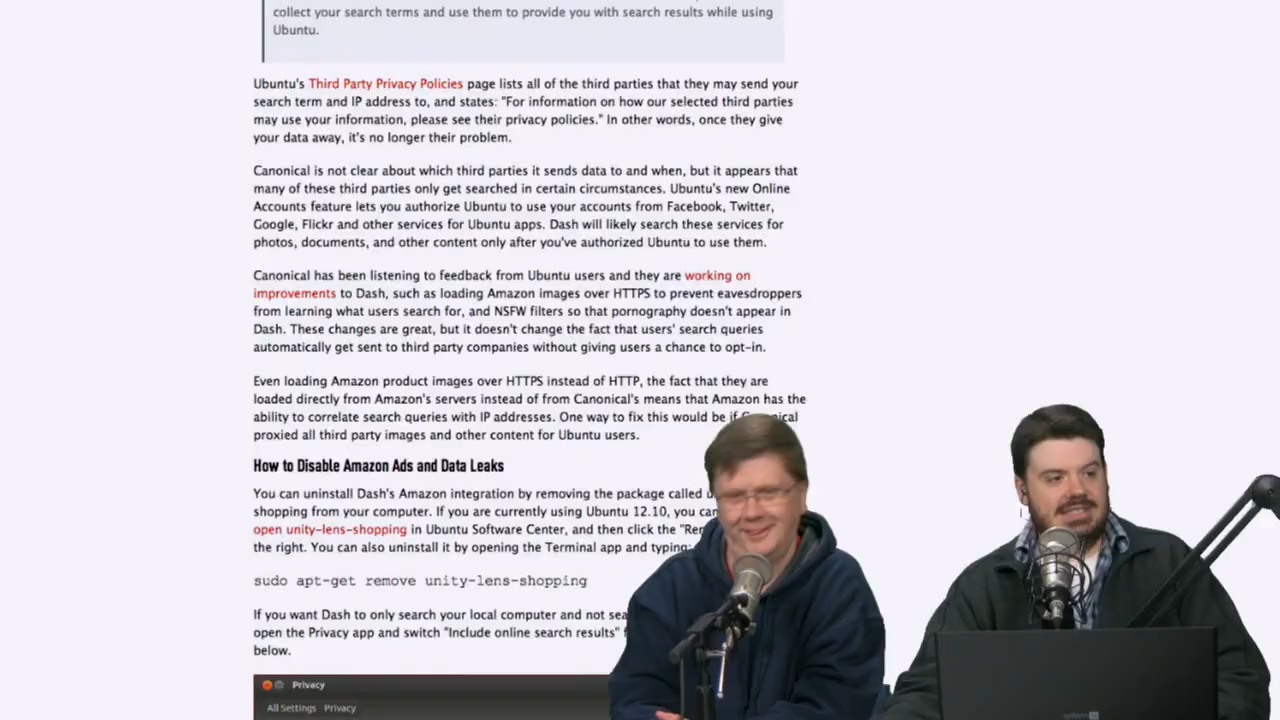 collect your search terms and use them to provide you with search results while using
Ubuntu.
Ubuntu's Third Party Privacy Policies page lists all of the third parties that they may send your
search term and IP address to, and states: "For information on how our selected third parties
may use your information, please see their privacy policies." In other words, once they give
your data away, it's no longer their problem.
Canonical is not clear about which third parties it sends data to and when, but it appears that
many of these third parties only get searched in certain circumstances. Ubuntu's new Online
Accounts feature lets you authorize Ubuntu to use your accounts from Facebook, Twitter,
Google, Flickr and other services for Ubuntu apps. Dash will likely search these services for
photos, documents, and other content only after you've authorized Ubuntu to use them.
Canonical has been listening to feedback from Ubuntu users and they are working on
improvements to Dash, such as loading Amazon images over HTTPS to prevent eavesdroppers
from learning what users search for, and NSFW filters so that pornography doesn't appear in
Dash. These changes are great, but it doesn't change the fact that users' search queries
automatically get sent to third party companies without giving users a chance to opt-in.
Even loading Amazon product images over HTTPS instead of HTTP, the fact that they are
loaded directly from Amazon's servers instead of from Canonical's means that Amazon has the
ability to correlate search queries with IP addresses. One way to fix this would be if
proxied all third party images and other content for Ubuntu users.
How to Disable Amazon Ads and Data Leaks
You can uninstall Dash's Amazon integration by removing the package called
shopping from your computer. If you are currently using Ubuntu 12.10, you can
open unity-lens-shopping in Ubuntu Software Center, and then click the
the right. You can also uninstall it by opening the Terminal app and typing:
sudo apt-get remove unity-lens-shopping
If you want Dash to only search your local computer and not
open the Privacy app and switch "Include online search results"
below.
Privacy
All Settings Privacy